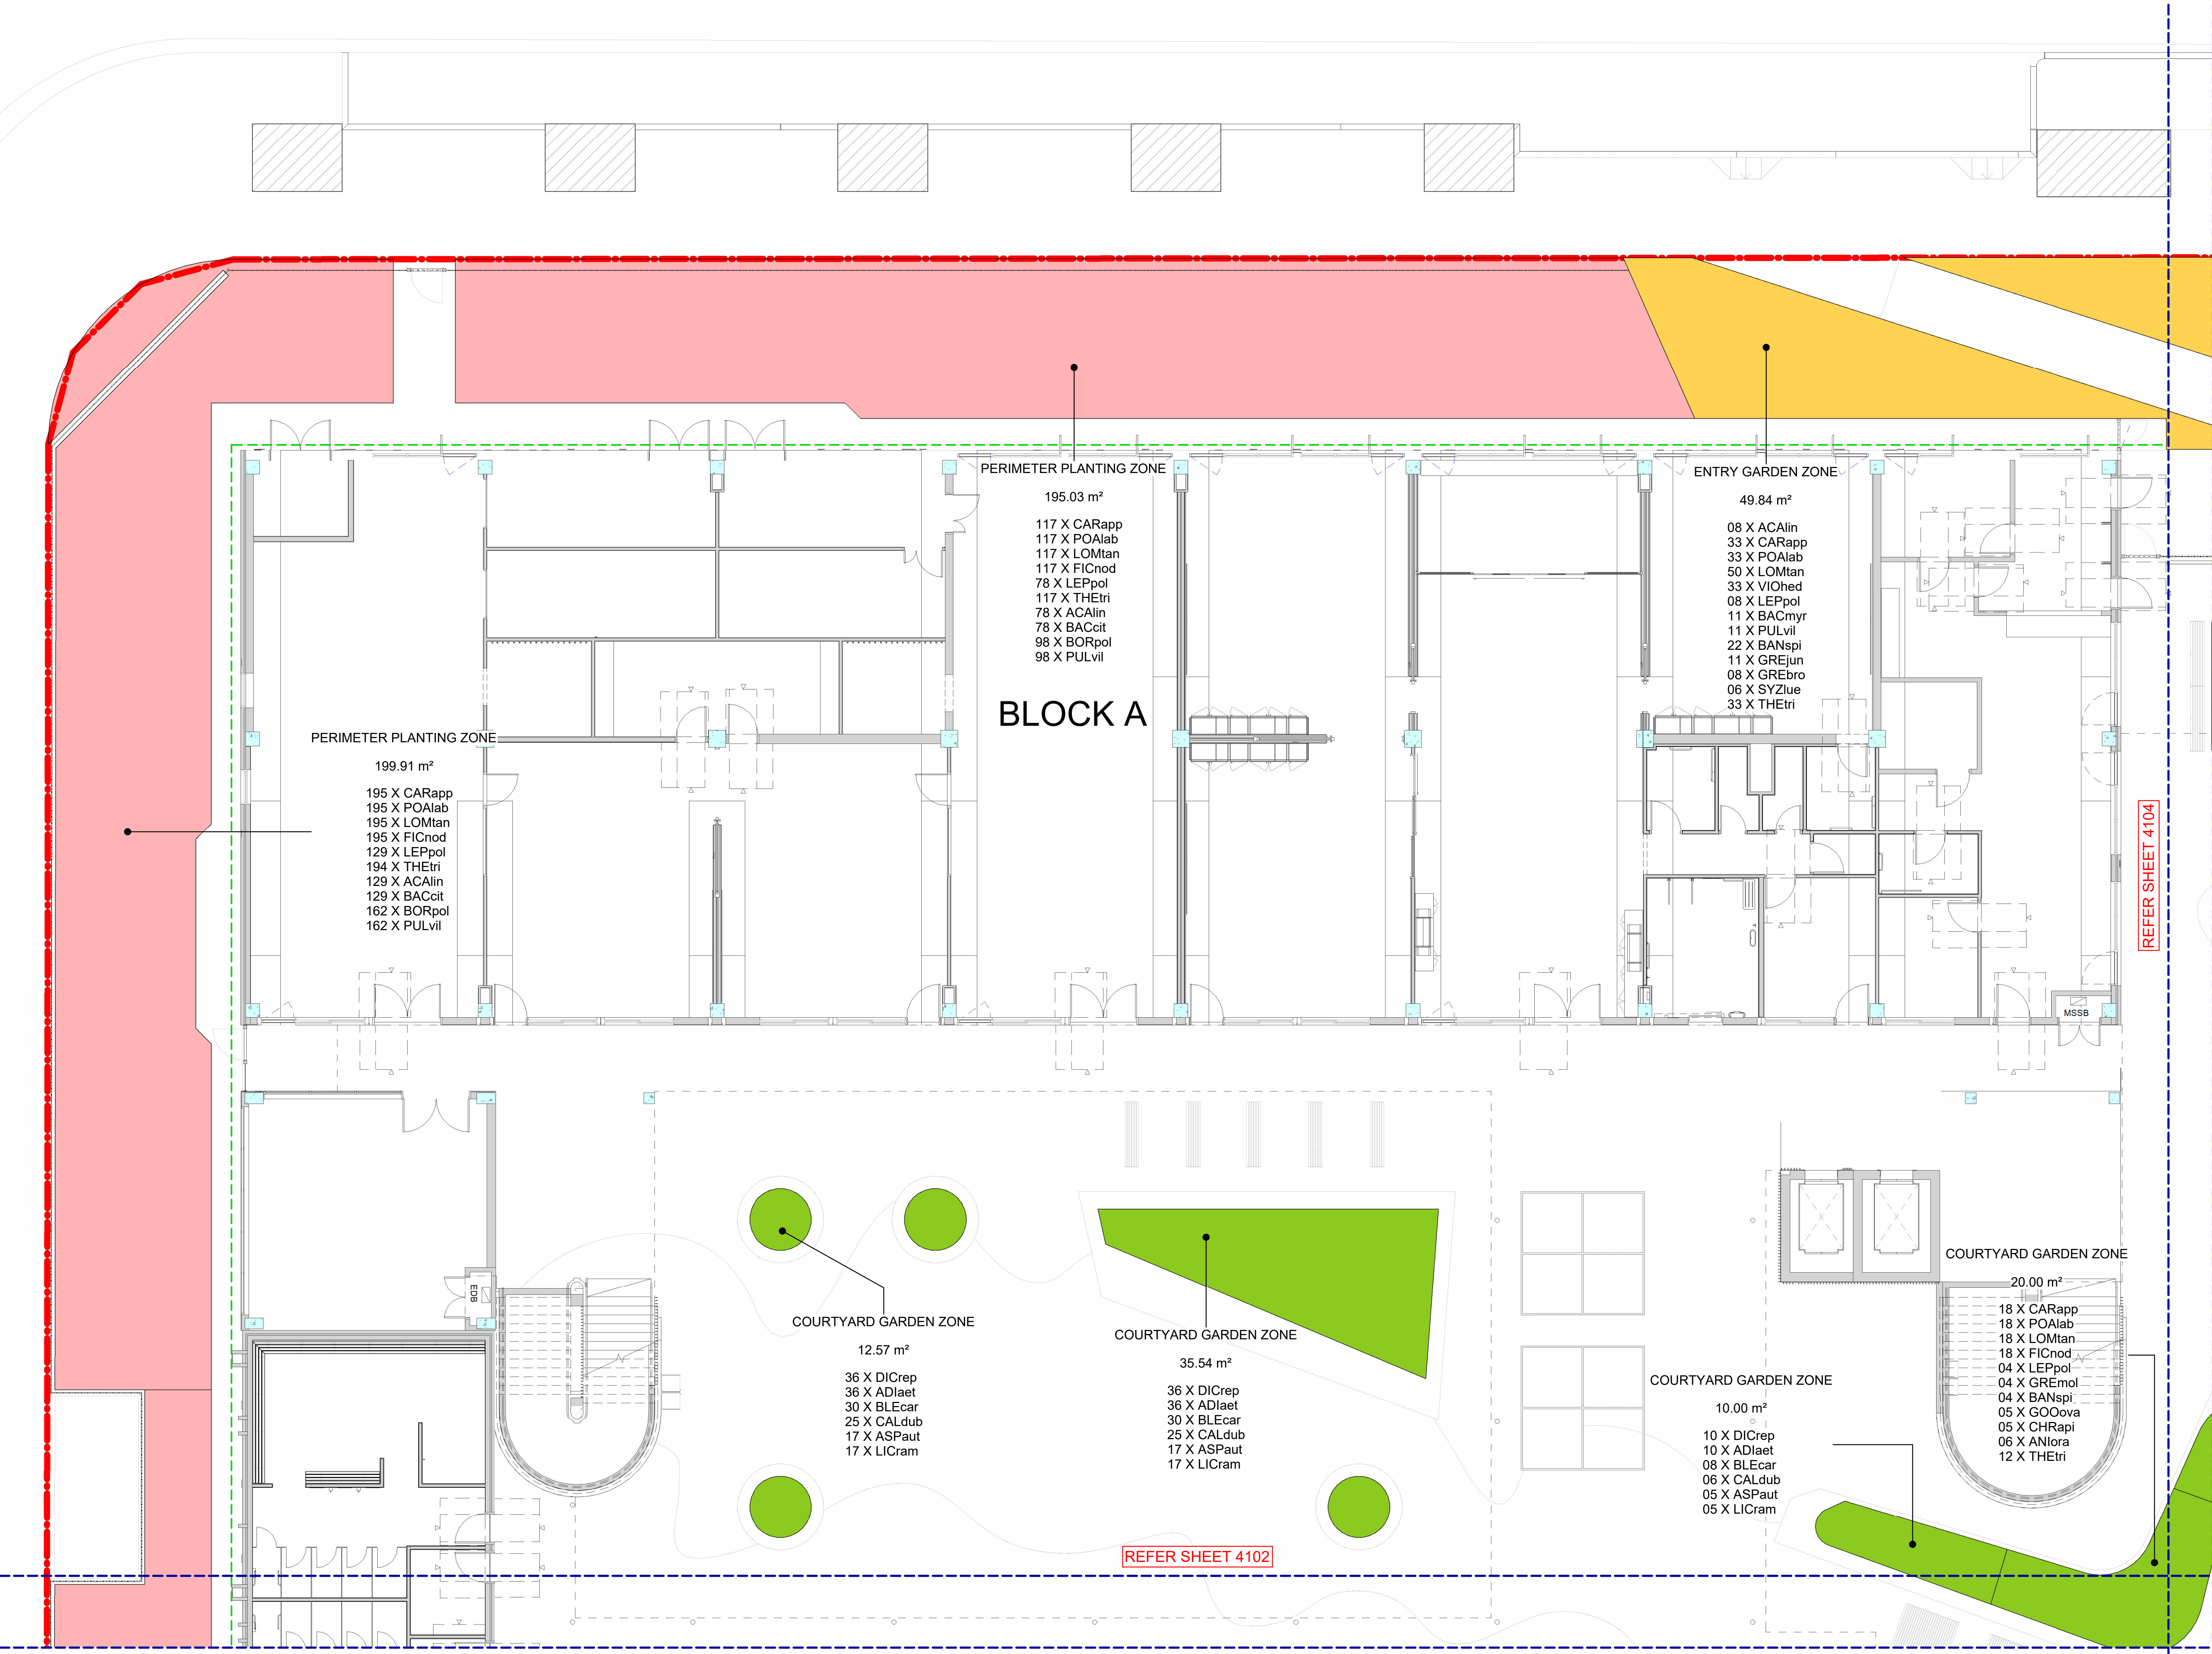 PERIMETER PLANTING ZONE
195.03 m²
117 X CARapp
117 X POAlab
117 X LOMtan
117 X FICnod
78 X LEPpol
117 X THEtri
78 X ACAlin
78 X BACcit
98 X BORpol
98 X PULvil
ENTRY GARDEN ZONE
49.84 m²
08 X ACAlin
33 X CARapp
33 X POAlab
50 X LOMtan
33 X VIOhed
08 X LEPpol
11 X BACmyr
11 X PULvil
22 X BANspi
11 X GREjun
08 X GREbro
06 X SYZlue
33 X THEtri
BLOCK A
PERIMETER PLANTING ZONE
199.91 m²
195 X CARapp
195 X POAlab
195 X LOMtan
195 X FICnod
129 X LEPpol
194 X THEtri
129 X ACAlin
129 X BACcit
162 X BORpol
162 X PULvil
REFER SHEET 4104
MSSB
EDB
COURTYARD GARDEN ZONE
12.57 m²
36 X DICrep
36 X ADIaet
30 X BLEcar
25 X CALdub
17 X ASPaut
17 X LICram
COURTYARD GARDEN ZONE
35.54 m²
36 X DICrep
36 X ADIaet
30 X BLEcar
25 X CALdub
17 X ASPaut
17 X LICram
COURTYARD GARDEN ZONE
10.00 m²
10 X DICrep
10 X ADIaet
08 X BLEcar
06 X CALdub
05 X ASPaut
05 X LICram
COURTYARD GARDEN ZONE
20.00 m²
18 X CARapp
18 X POAlab
18 X LOMtan
18 X FICnod
04 X LEPpol
04 X GREmol
04 X BANspi
05 X GOOova
05 X CHRapi
06 X ANIora
12 X THEtri
REFER SHEET 4102